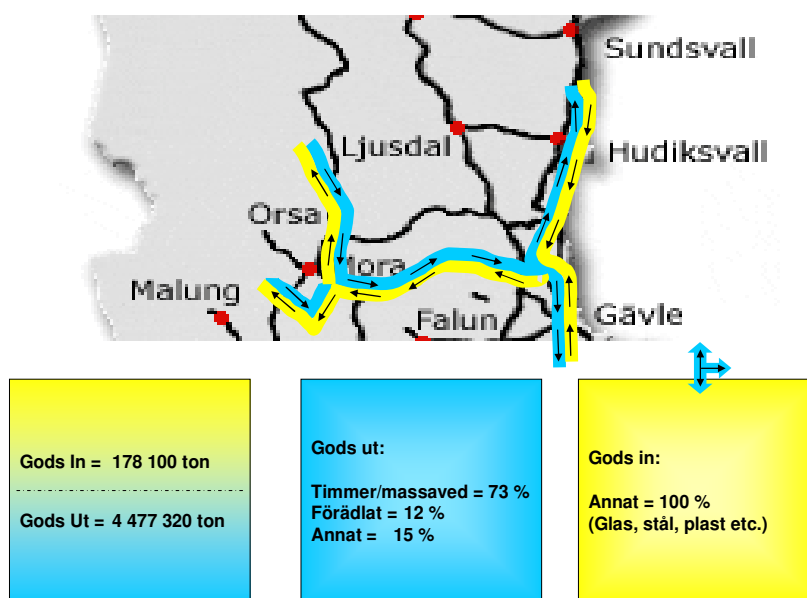 Sundsvall
Ljusdal
Hudiksvall
Orsa
Mora
Malung
Falun
Gävle
Gods In = 178 100 ton
Gods Ut = 4 477 320 ton
Gods ut:
Timmer/massaved = 73 %
Förädlat = 12 %
Annat = 15 %
Gods in:
Annat = 100 %
(Glas, stål, plast etc.)